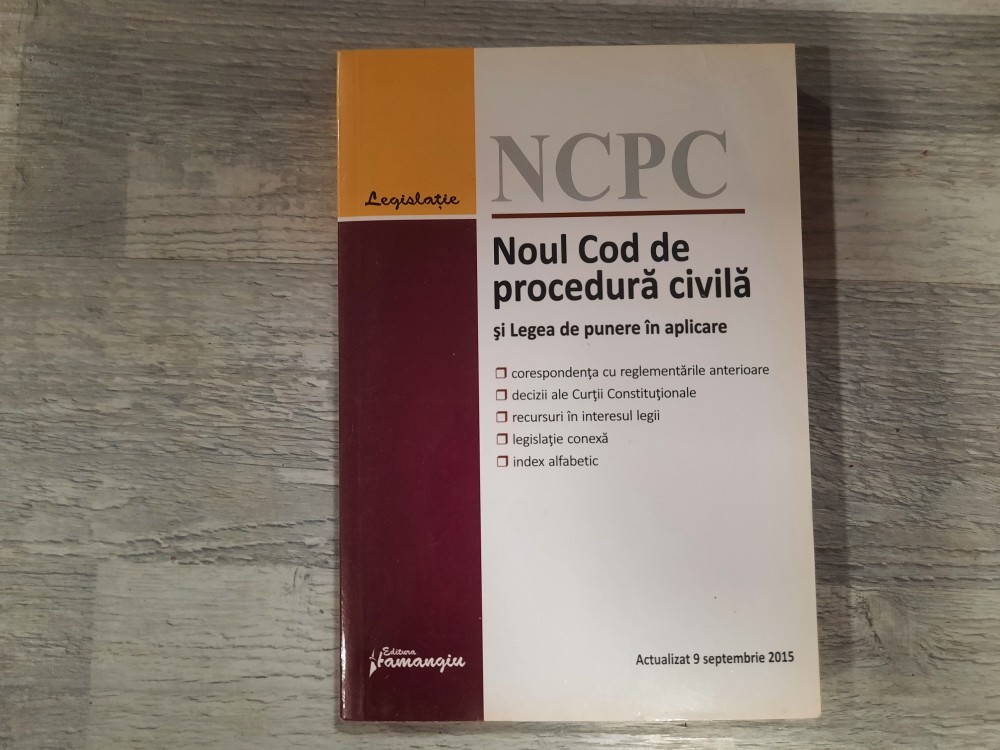 Legislaţie
NCPC
Noul Cod de
procedură civilă
şi Legea de punere în aplicare
❒ corespondenţa cu reglementările anterioare
❒ decizii ale Curţii Constituţionale
❒ recursuri în interesul legii
❒ legislaţie conexă
❒ index alfabetic
Editura
Hamangiu
Actualizat 9 septembrie 2015